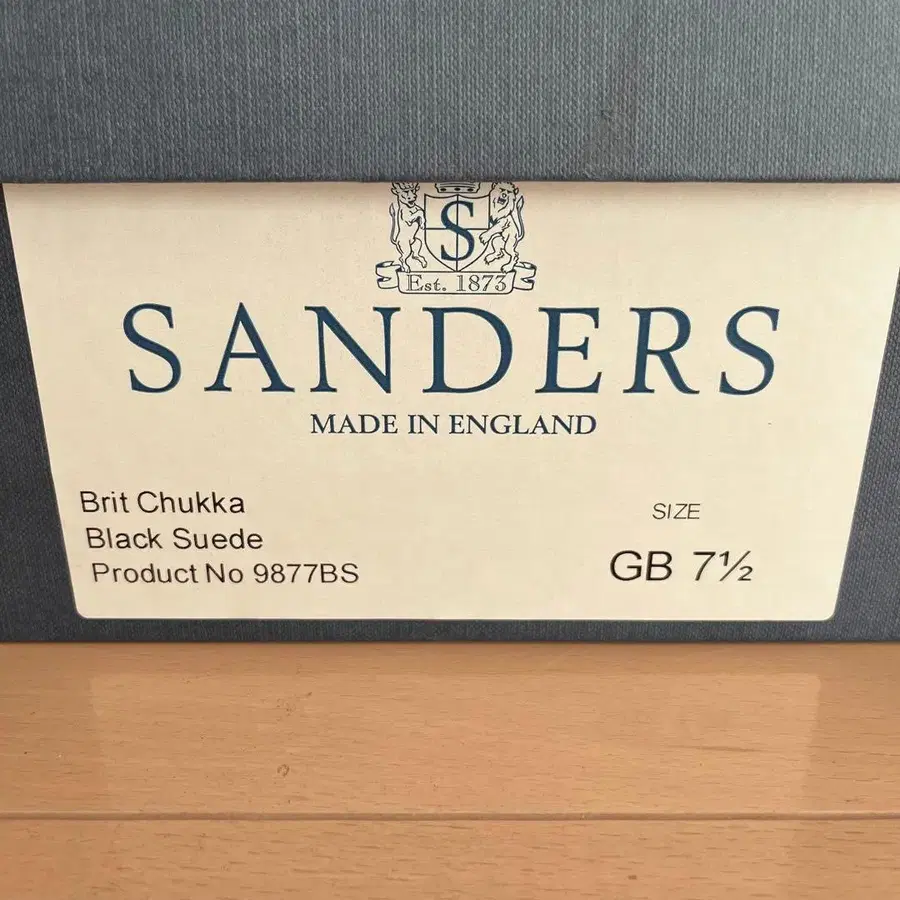 S
Est. 1873
SANDERS
MADE IN ENGLAND
Brit Chukka
Black Suede
Product No 9877BS
SIZE
GB 7½